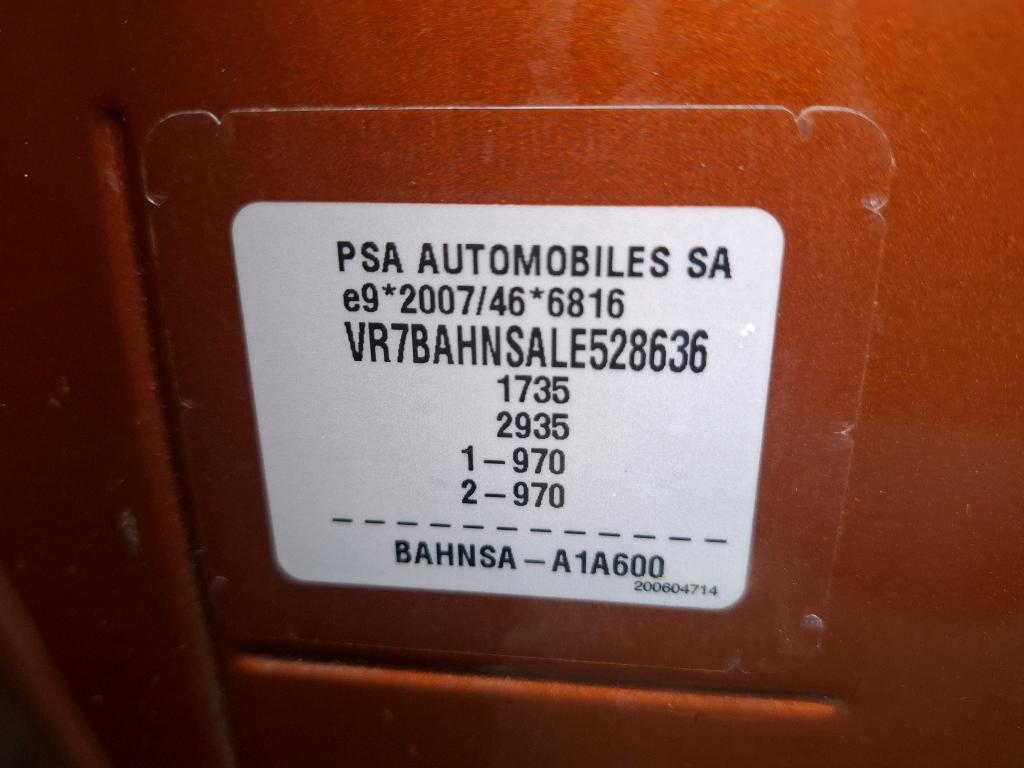 PSA AUTOMOBILES SA
e9*2007/46*6816
VR7BAHNSALE528636
1735
2935
1-970
2-970
BAHNSA-A1A600
200604714